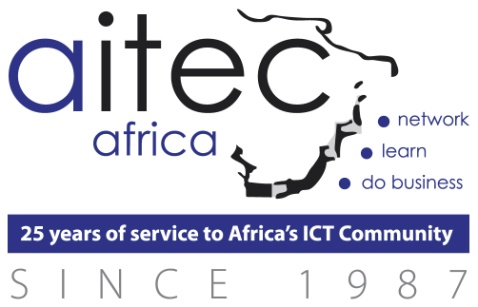 aitec
africa
network
learn
do business
25 years of service to Africa's ICT Community
SINCE 1987